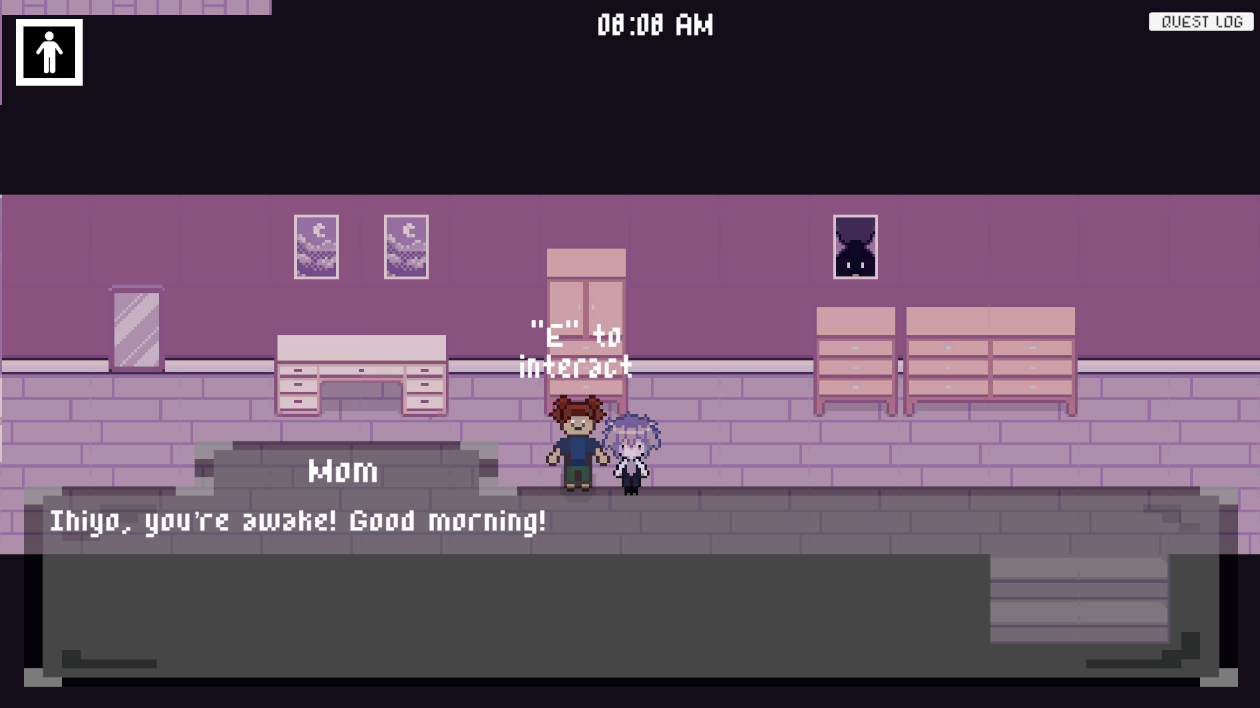 08:08 AM
QUEST LOG
"E" to
interact
Mom
Ihiyo, you're awake! Good morning!